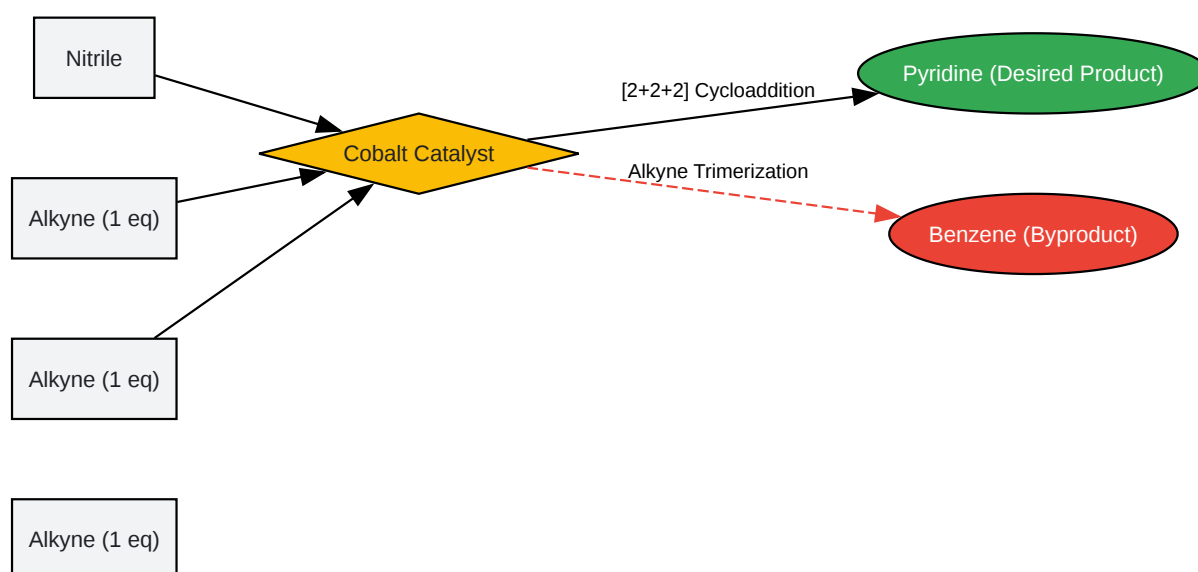 Nitrile
Alkyne (1 eq)
Alkyne (1 eq)
Alkyne (1 eq)
Cobalt Catalyst
[2+2+2] Cycloaddition
Alkyne Trimerization
Pyridine (Desired Product)
Benzene (Byproduct)